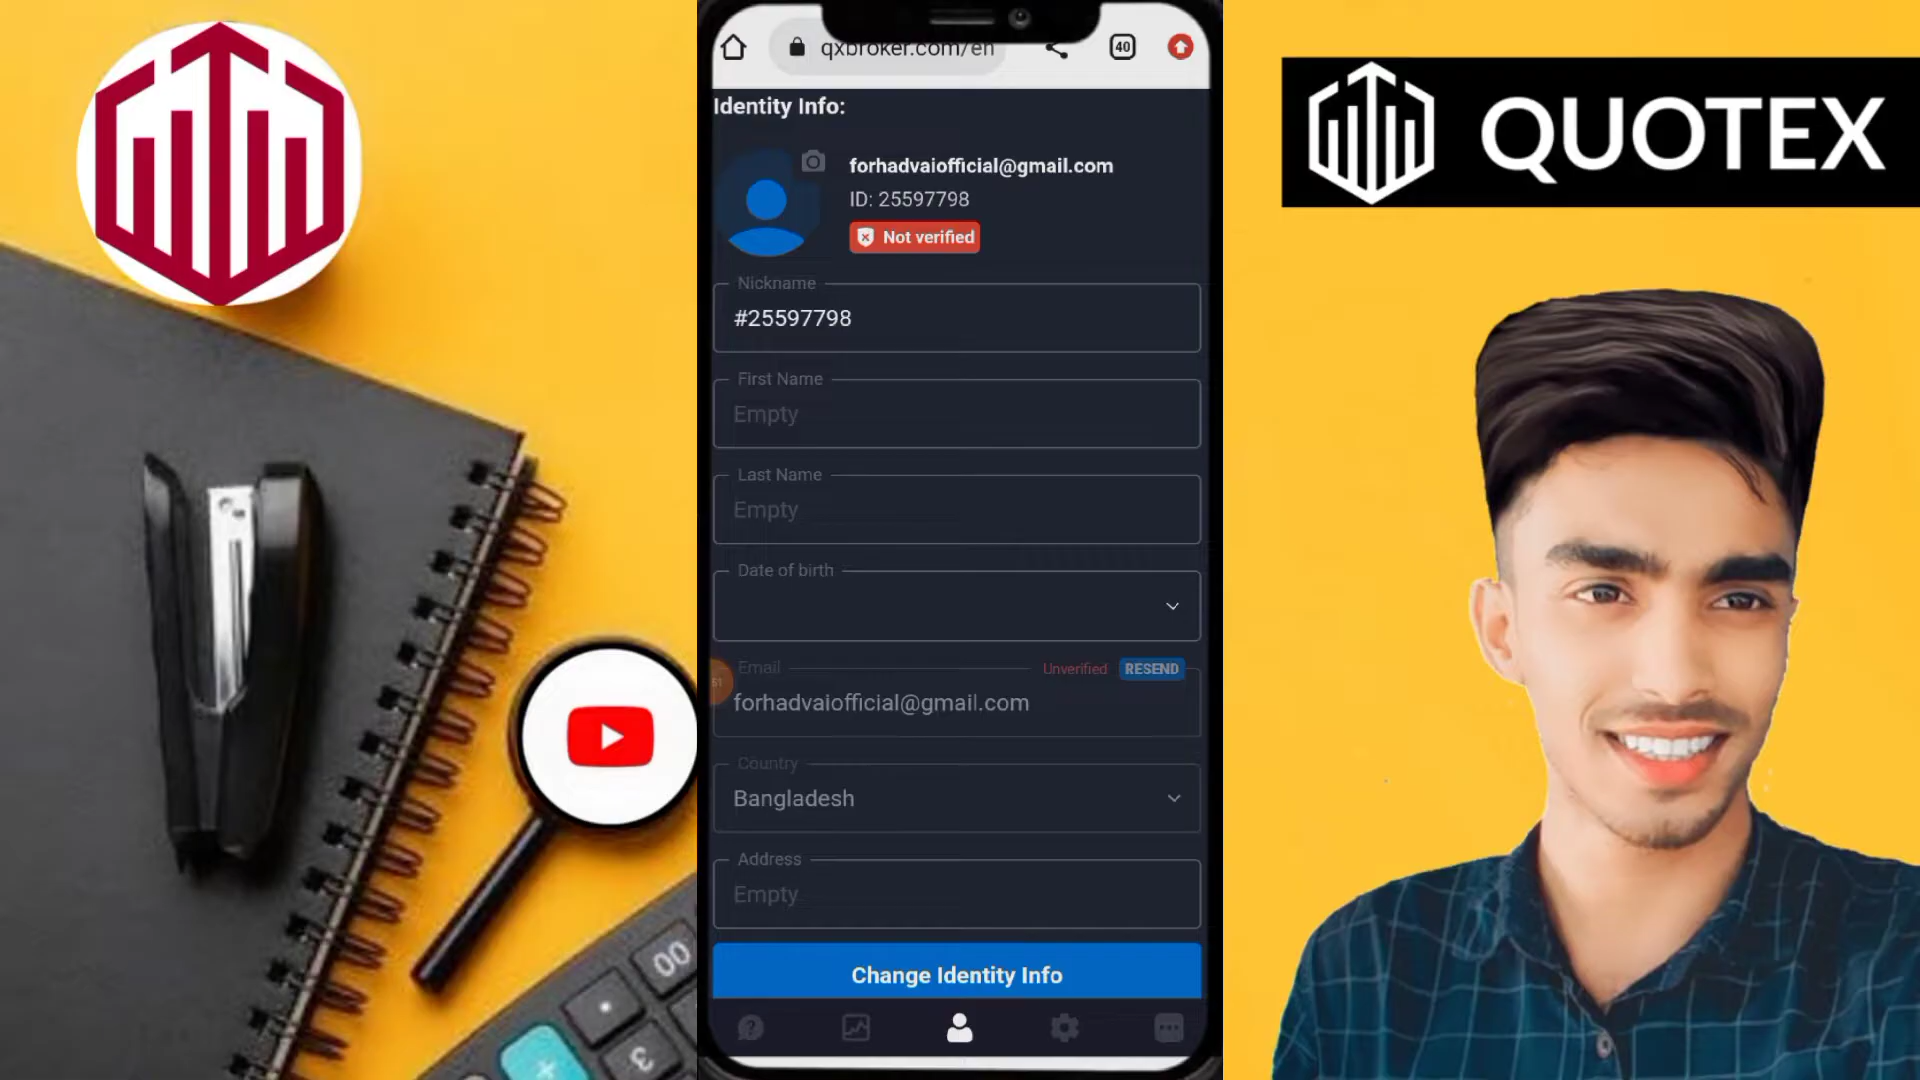 qxbroker.com/en
40
Identity Info:
forhadvaiofficial@gmail.com
ID: 25597798
Not verified
Nickname
#25597798
First Name
Empty
Last Name
Empty
Date of birth
Email
Unverified
RESEND
51
forhadvaiofficial@gmail.com
Country
Bangladesh
Address
Empty
Change Identity Info
QUOTEX
00
3